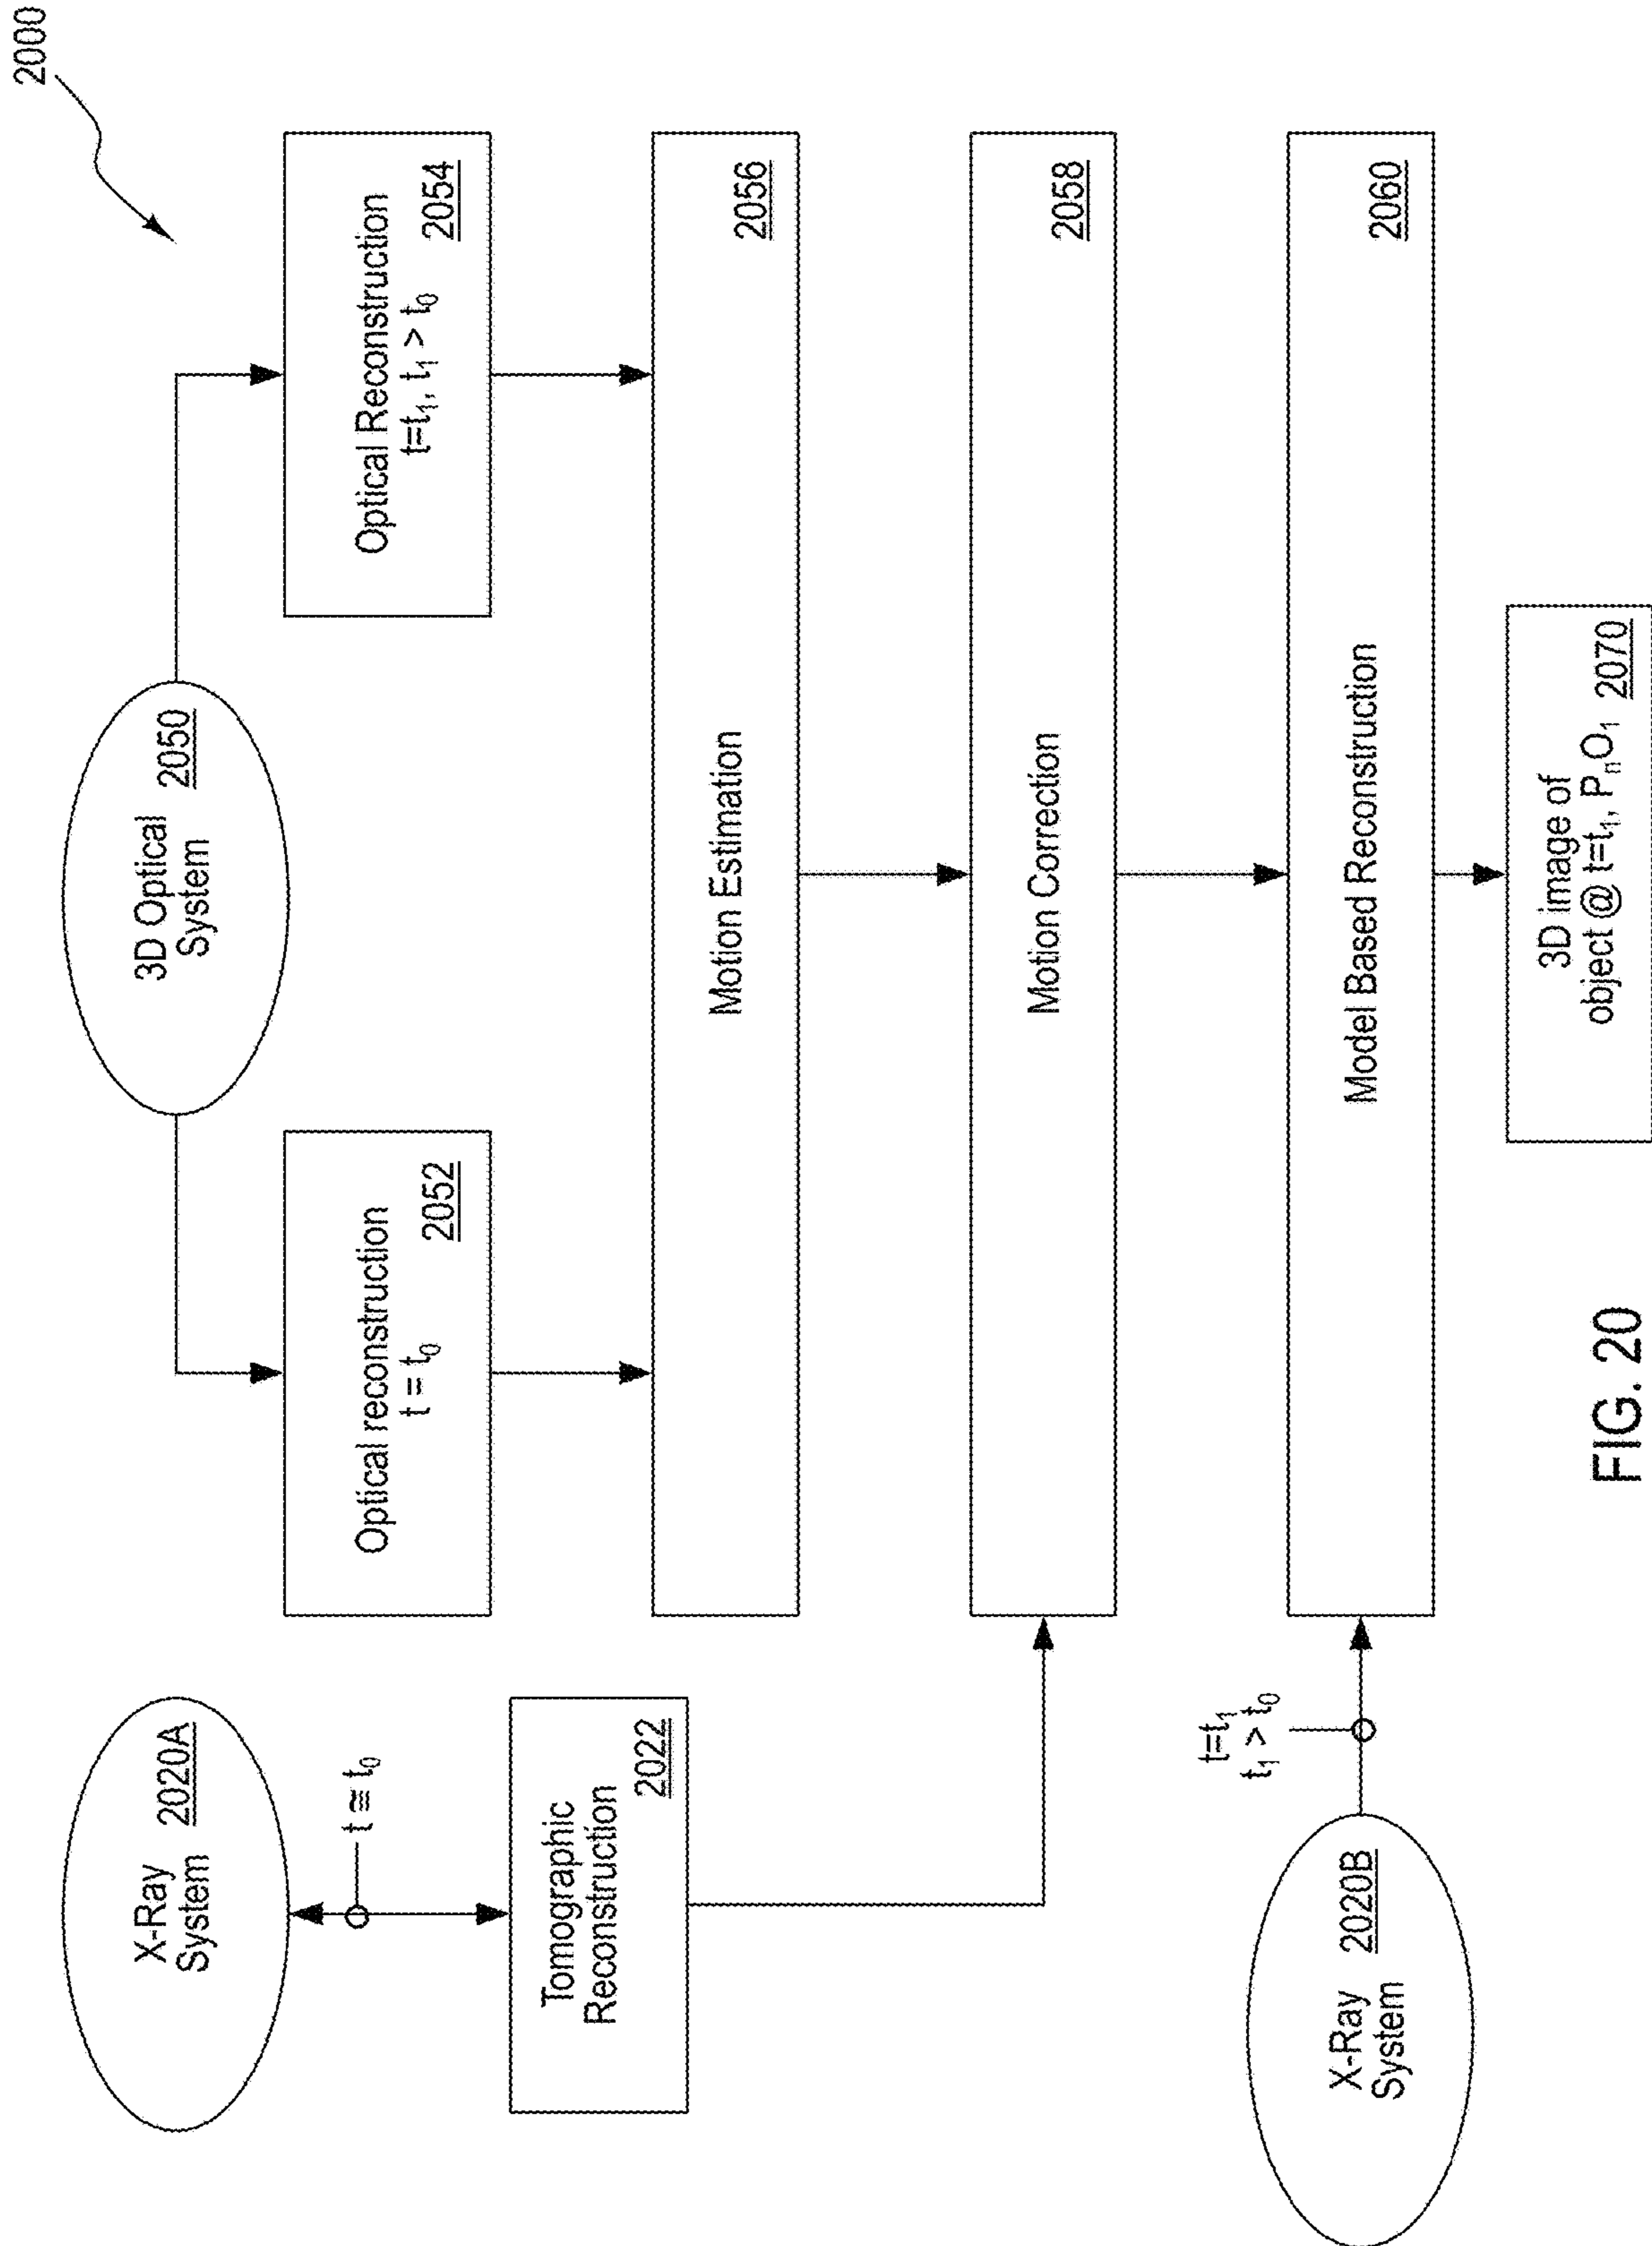 2000
X-Ray
System 2020A
3D Optical
System 2050
t ≅ t₀
Optical reconstruction
t = t₀
2052
Optical Reconstruction
t=t₁, t₁ > t₀
2054
Tomographic
Reconstruction
2022
Motion Estimation
2056
Motion Correction
2058
t=t₁
t₁ > t₀
X-Ray
System 2020B
Model Based Reconstruction
2060
3D image of
object @ t=t₁, PₙO₁ 2070
FIG. 20